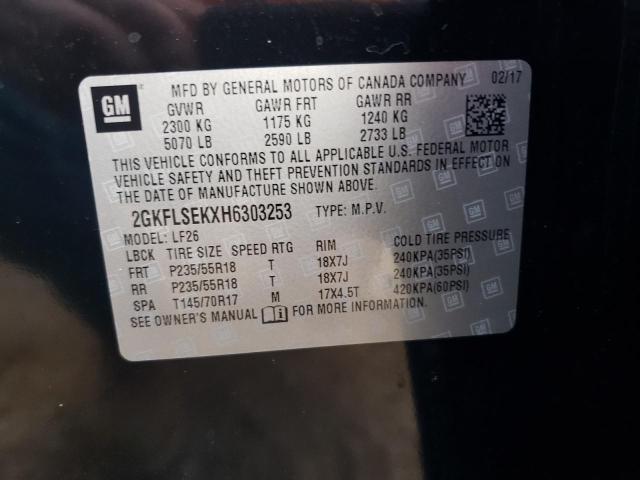 GM
MFD BY GENERAL MOTORS OF CANADA COMPANY 02/17
GVWR GAWR FRT GAWR RR
2300 KG 1175 KG 1240 KG
5070 LB 2590 LB 2733 LB
THIS VEHICLE CONFORMS TO ALL APPLICABLE U.S. FEDERAL MOTOR
VEHICLE SAFETY AND THEFT PREVENTION STANDARDS IN EFFECT ON
THE DATE OF MANUFACTURE SHOWN ABOVE.
2GKFLSEKXH6303253 TYPE: M.P.V.
MODEL: LF26
LBCK TIRE SIZE SPEED RTG RIM COLD TIRE PRESSURE
FRT P235/55R18 T 18X7J 240KPA(35PSI)
RR P235/55R18 T 18X7J 240KPA(35PSI)
SPA T145/70R17 M 17X4.5T 420KPA(60PSI)
SEE OWNER'S MANUAL FOR MORE INFORMATION.